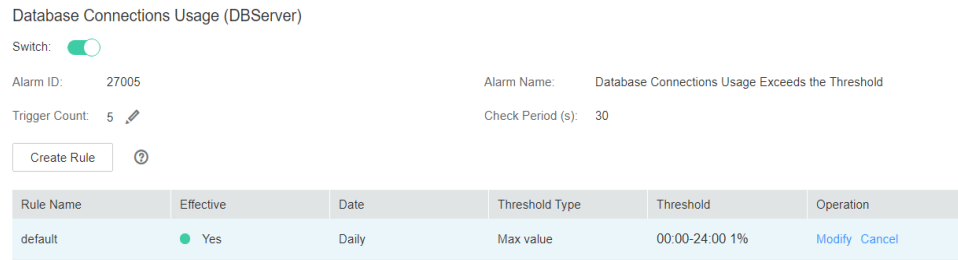 Database Connections Usage (DBServer)
Switch:
Alarm ID: 27005 Alarm Name: Database Connections Usage Exceeds the Threshold
Trigger Count: 5 Check Period (s): 30
Create Rule ?
Rule Name Effective Date Threshold Type Threshold Operation
default Yes Daily Max value 00:00-24:00 1% Modify Cancel